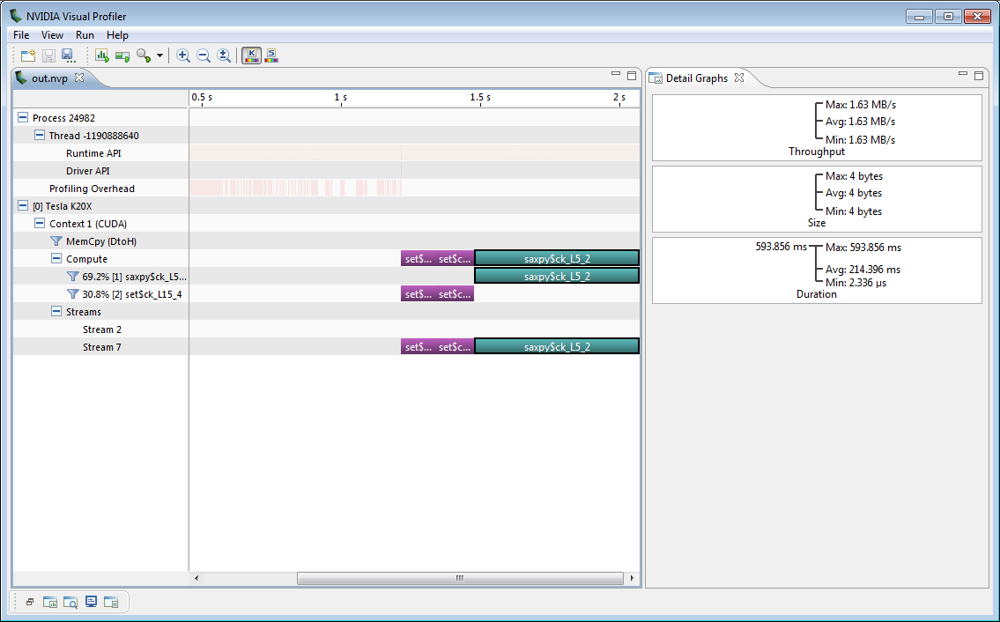 NVIDIA Visual Profiler
File View Run Help
K S
out.nvp
0.5 s 1 s 1.5 s 2 s
Process 24982
Thread -1190888640
Runtime API
Driver API
Profiling Overhead
[0] Tesla K20X
Context 1 (CUDA)
MemCpy (DtoH)
Compute
set$... set$c... saxpy$ck_L5_2
69.2% [1] saxpy$ck_L5...
saxpy$ck_L5_2
30.8% [2] set$ck_L15_4
set$... set$c...
Streams
Stream 2
Stream 7
set$... set$c... saxpy$ck_L5_2
Detail Graphs
Max: 1.63 MB/s
Avg: 1.63 MB/s
Min: 1.63 MB/s
Throughput
Max: 4 bytes
Avg: 4 bytes
Min: 4 bytes
Size
593.856 ms Max: 593.856 ms
Avg: 214.396 ms
Min: 2.336 µs
Duration